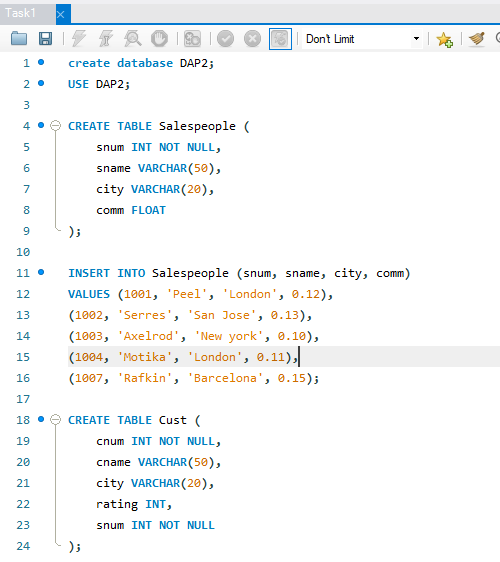 Task1
Don't Limit
1 create database DAP2;
2 USE DAP2;
3
4 CREATE TABLE Salespeople (
5     snum INT NOT NULL,
6     sname VARCHAR(50),
7     city VARCHAR(20),
8     comm FLOAT
9 );
10
11 INSERT INTO Salespeople (snum, sname, city, comm)
12 VALUES (1001, 'Peel', 'London', 0.12),
13 (1002, 'Serres', 'San Jose', 0.13),
14 (1003, 'Axelrod', 'New york', 0.10),
15 (1004, 'Motika', 'London', 0.11),
16 (1007, 'Rafkin', 'Barcelona', 0.15);
17
18 CREATE TABLE Cust (
19     cnum INT NOT NULL,
20     cname VARCHAR(50),
21     city VARCHAR(20),
22     rating INT,
23     snum INT NOT NULL
24 );